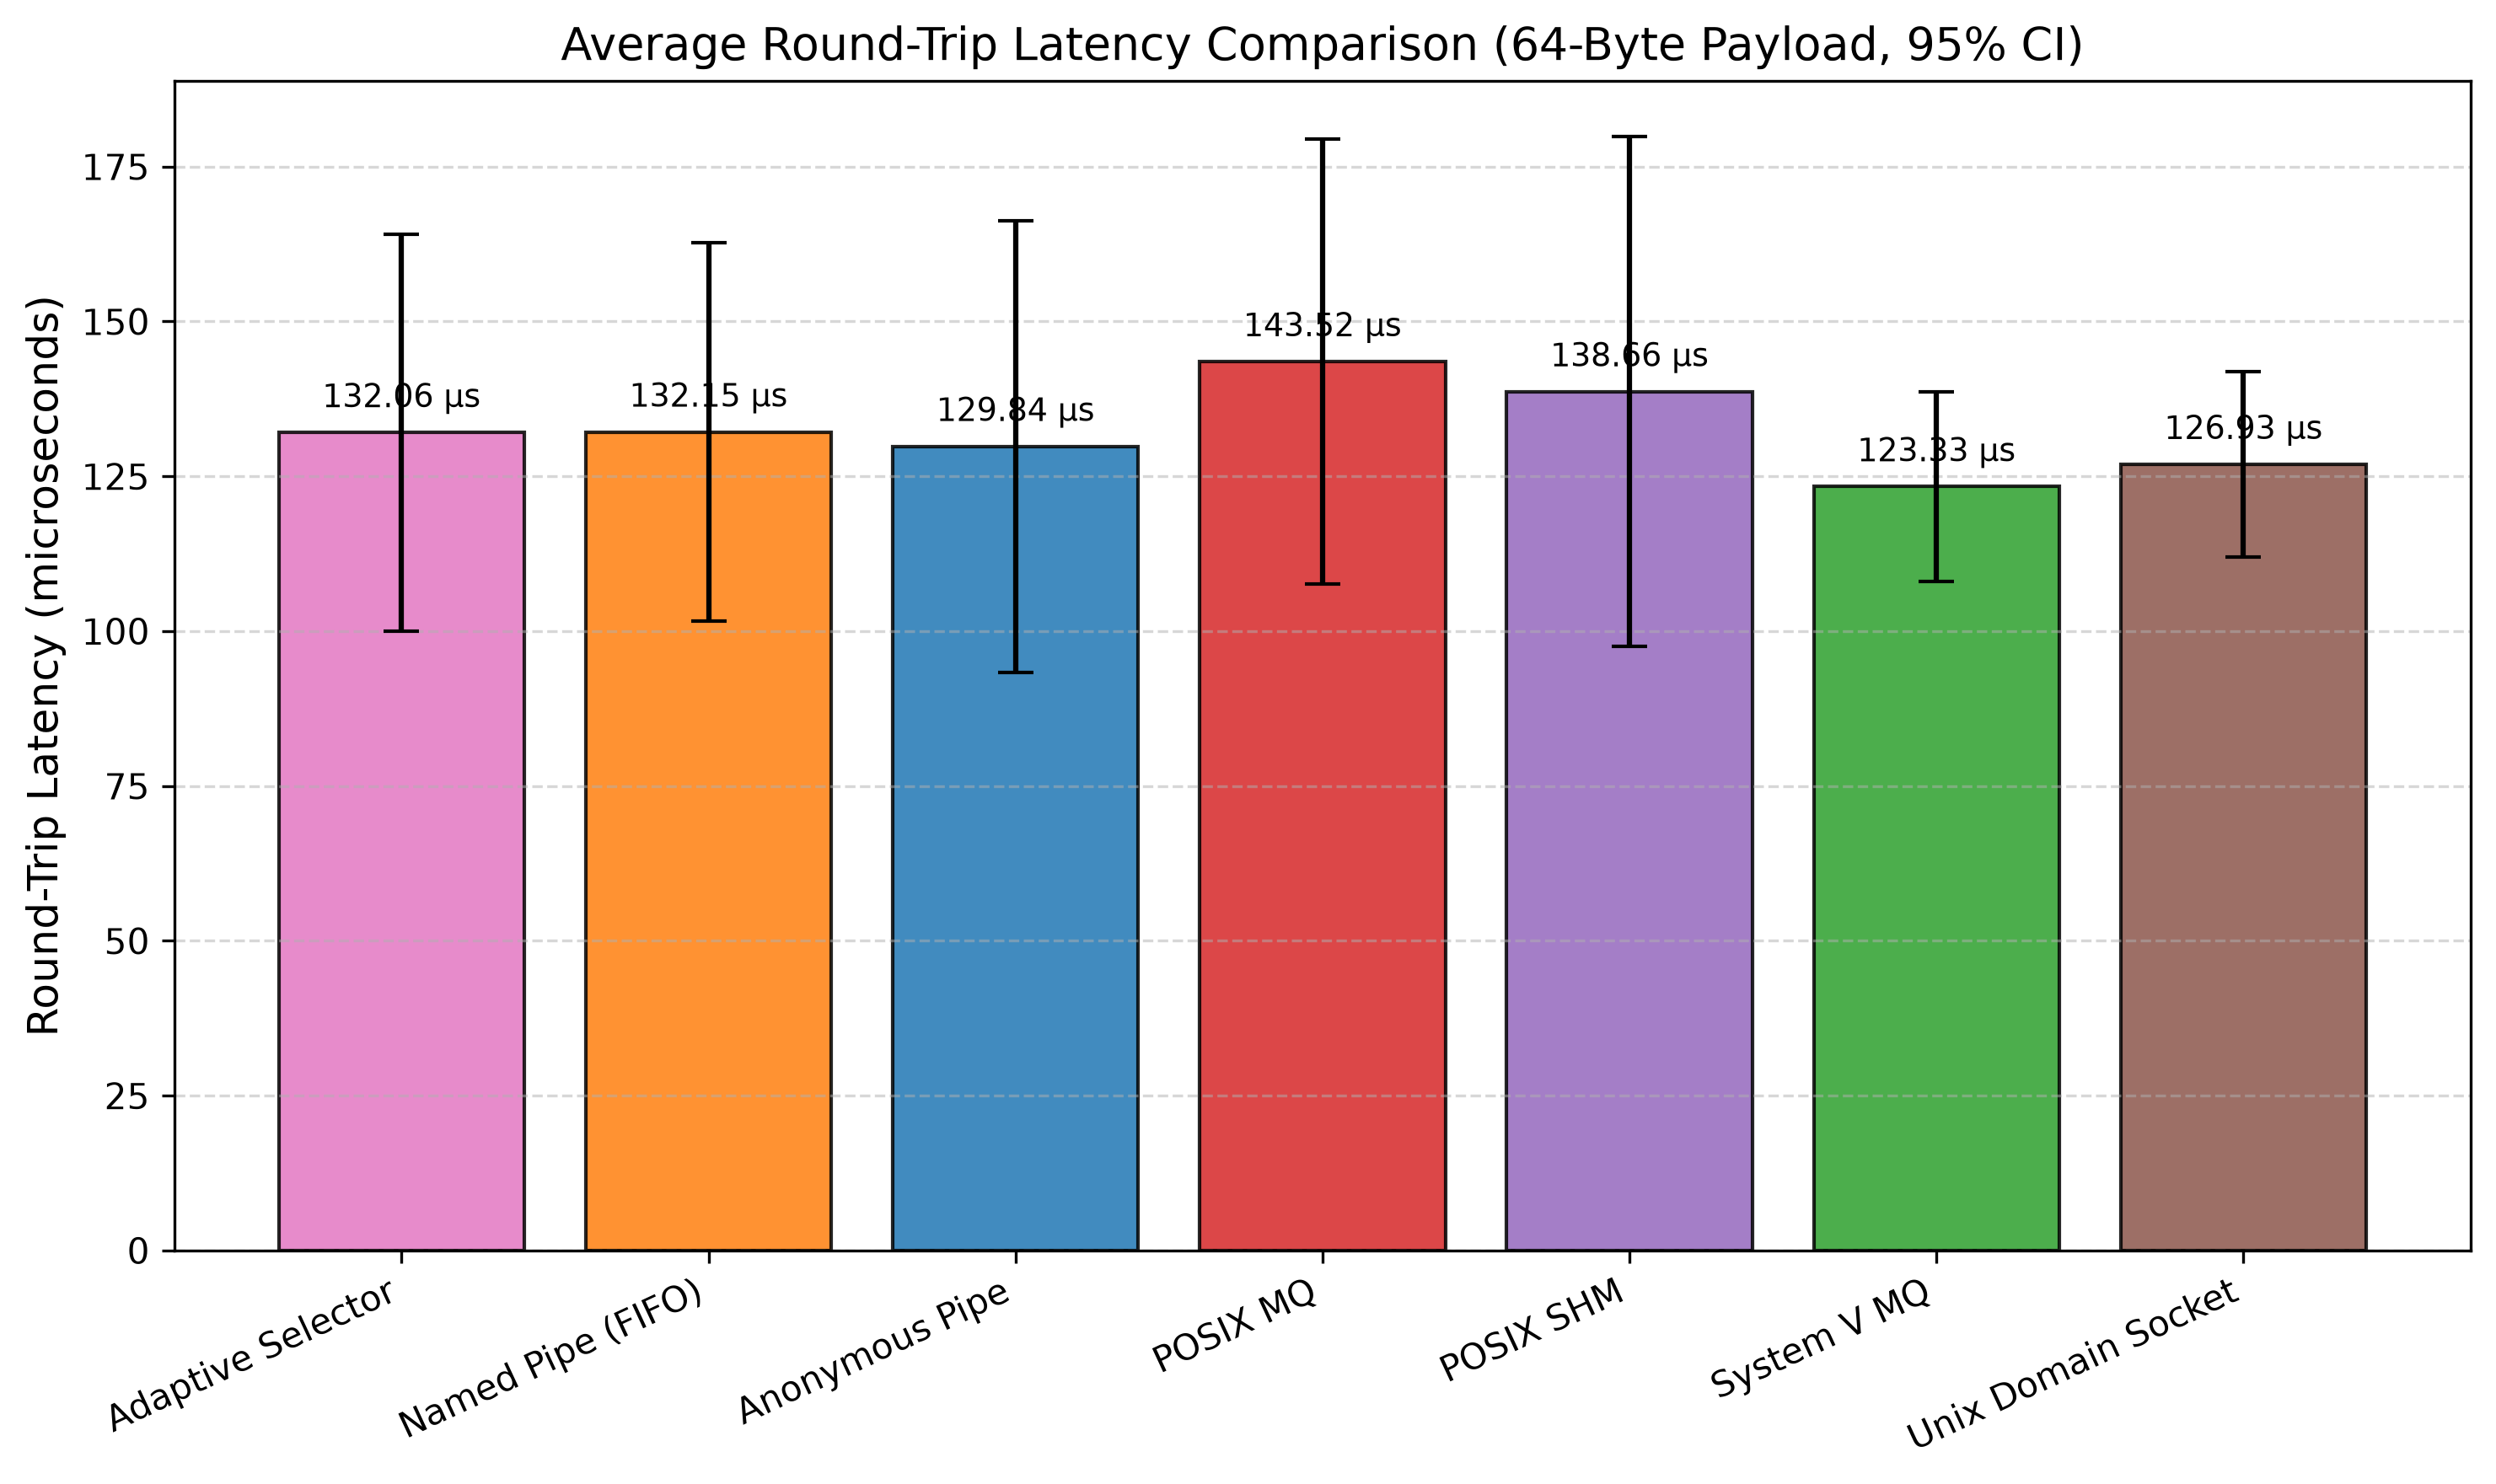 Average Round-Trip Latency Comparison (64-Byte Payload, 95% CI)
Round-Trip Latency (microseconds)
175
150
125
100
75
50
25
0
132.06 µs
132.15 µs
129.84 µs
143.52 µs
138.66 µs
123.33 µs
126.93 µs
Adaptive Selector
Named Pipe (FIFO)
Anonymous Pipe
POSIX MQ
POSIX SHM
System V MQ
Unix Domain Socket